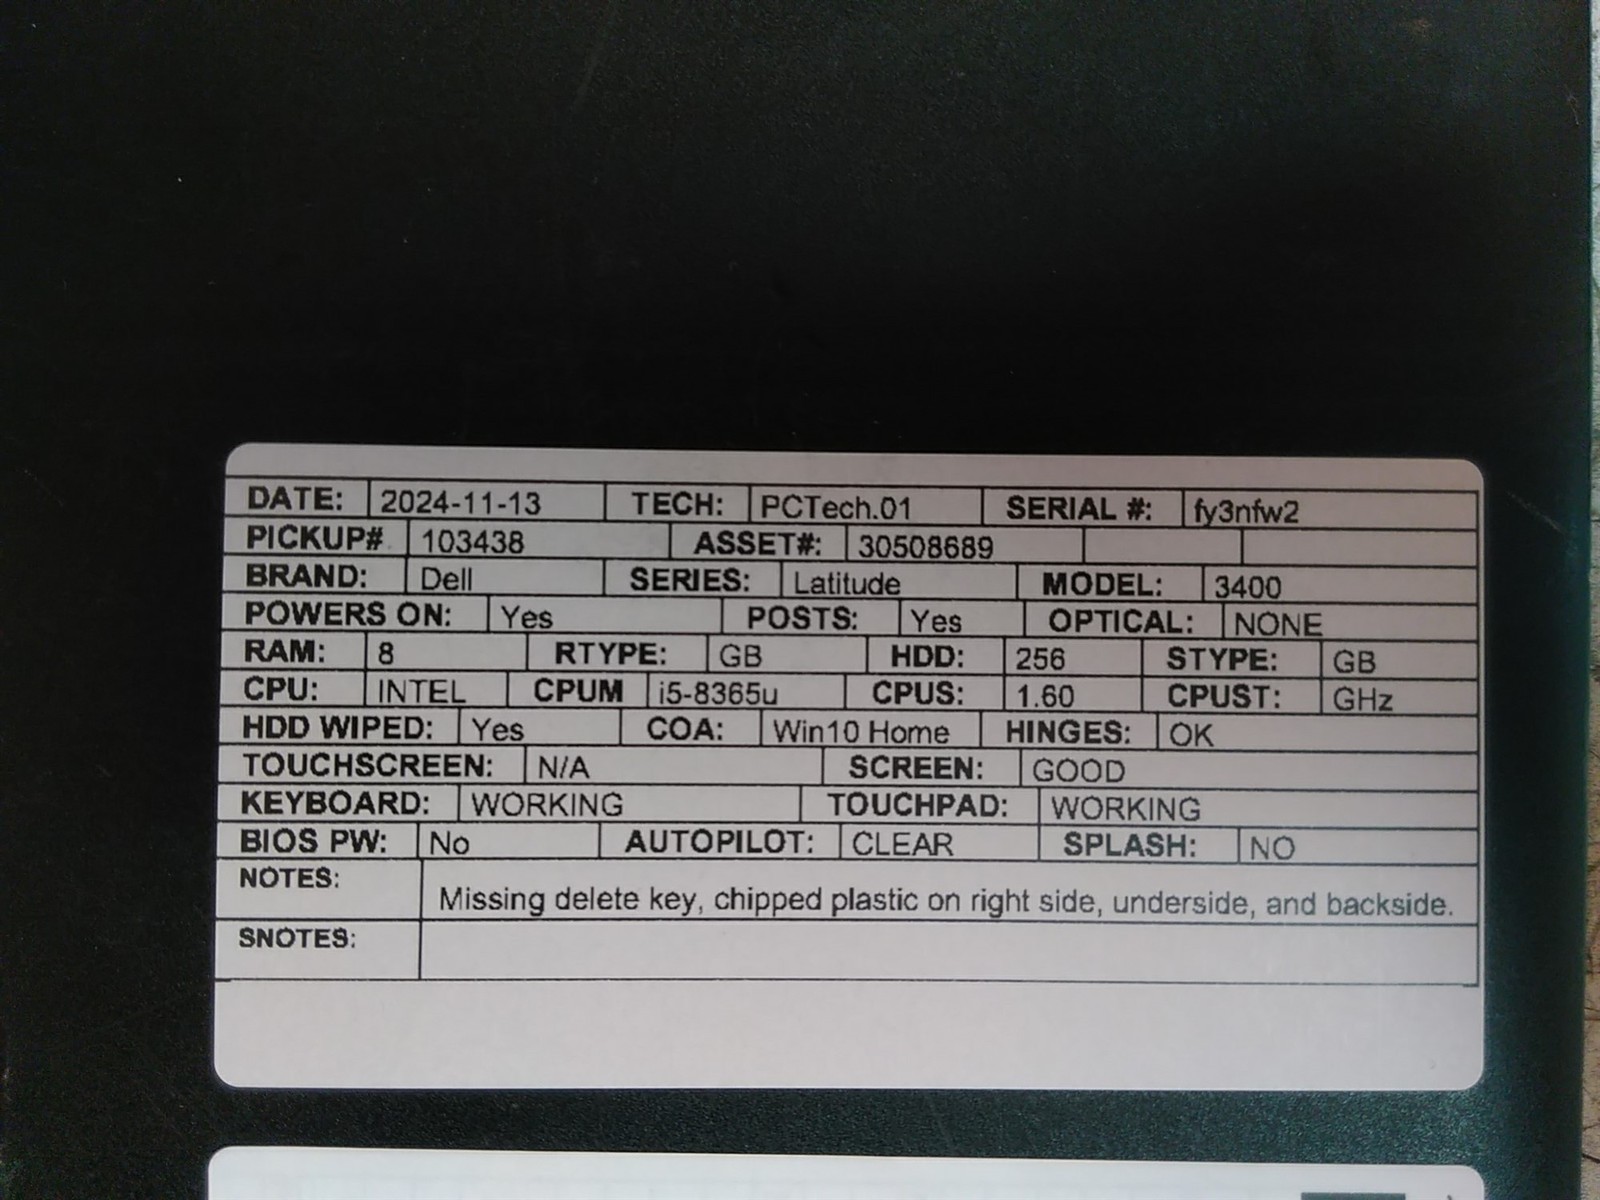 DATE: 2024-11-13 TECH: PCTech.01 SERIAL #: fy3nfw2
PICKUP# 103438 ASSET#: 30508689
BRAND: Dell SERIES: Latitude MODEL: 3400
POWERS ON: Yes POSTS: Yes OPTICAL: NONE
RAM: 8 RTYPE: GB HDD: 256 STYPE: GB
CPU: INTEL CPUM i5-8365u CPUS: 1.60 CPUST: GHz
HDD WIPED: Yes COA: Win10 Home HINGES: OK
TOUCHSCREEN: N/A SCREEN: GOOD
KEYBOARD: WORKING TOUCHPAD: WORKING
BIOS PW: No AUTOPILOT: CLEAR SPLASH: NO
NOTES: Missing delete key, chipped plastic on right side, underside, and backside.
SNOTES: